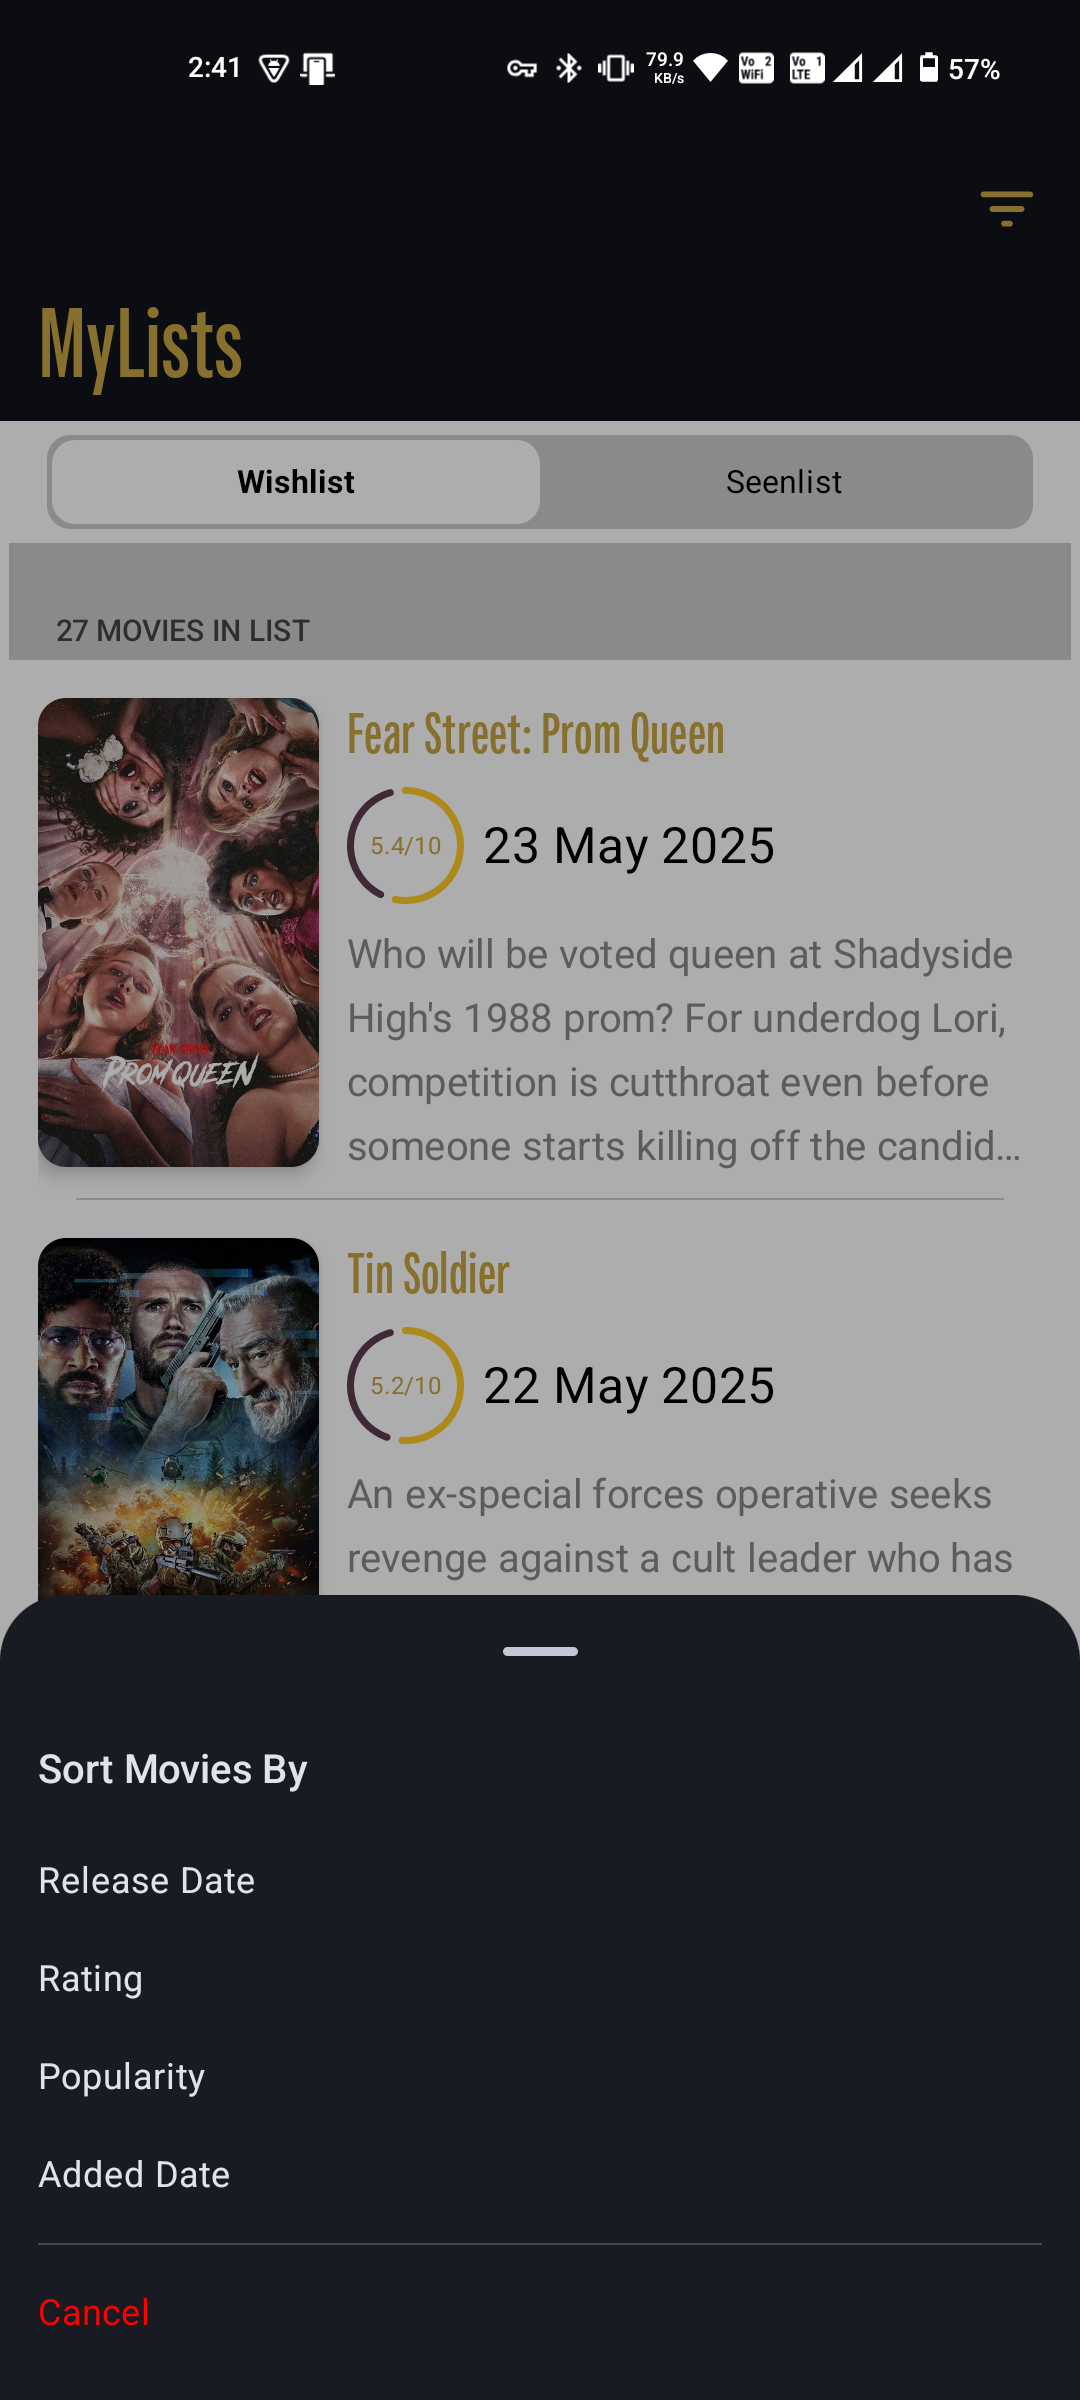 2:41
79.9
KB/s
Vo 2
WiFi
Vo 1
LTE
57%
MyLists
Wishlist
Seenlist
27 MOVIES IN LIST
Fear Street: Prom Queen
5.4/10
23 May 2025
Who will be voted queen at Shadyside
High's 1988 prom? For underdog Lori,
competition is cutthroat even before
someone starts killing off the candid...
FEAR STREET
PROM QUEEN
Tin Soldier
5.2/10
22 May 2025
An ex-special forces operative seeks
revenge against a cult leader who has
Sort Movies By
Release Date
Rating
Popularity
Added Date
Cancel